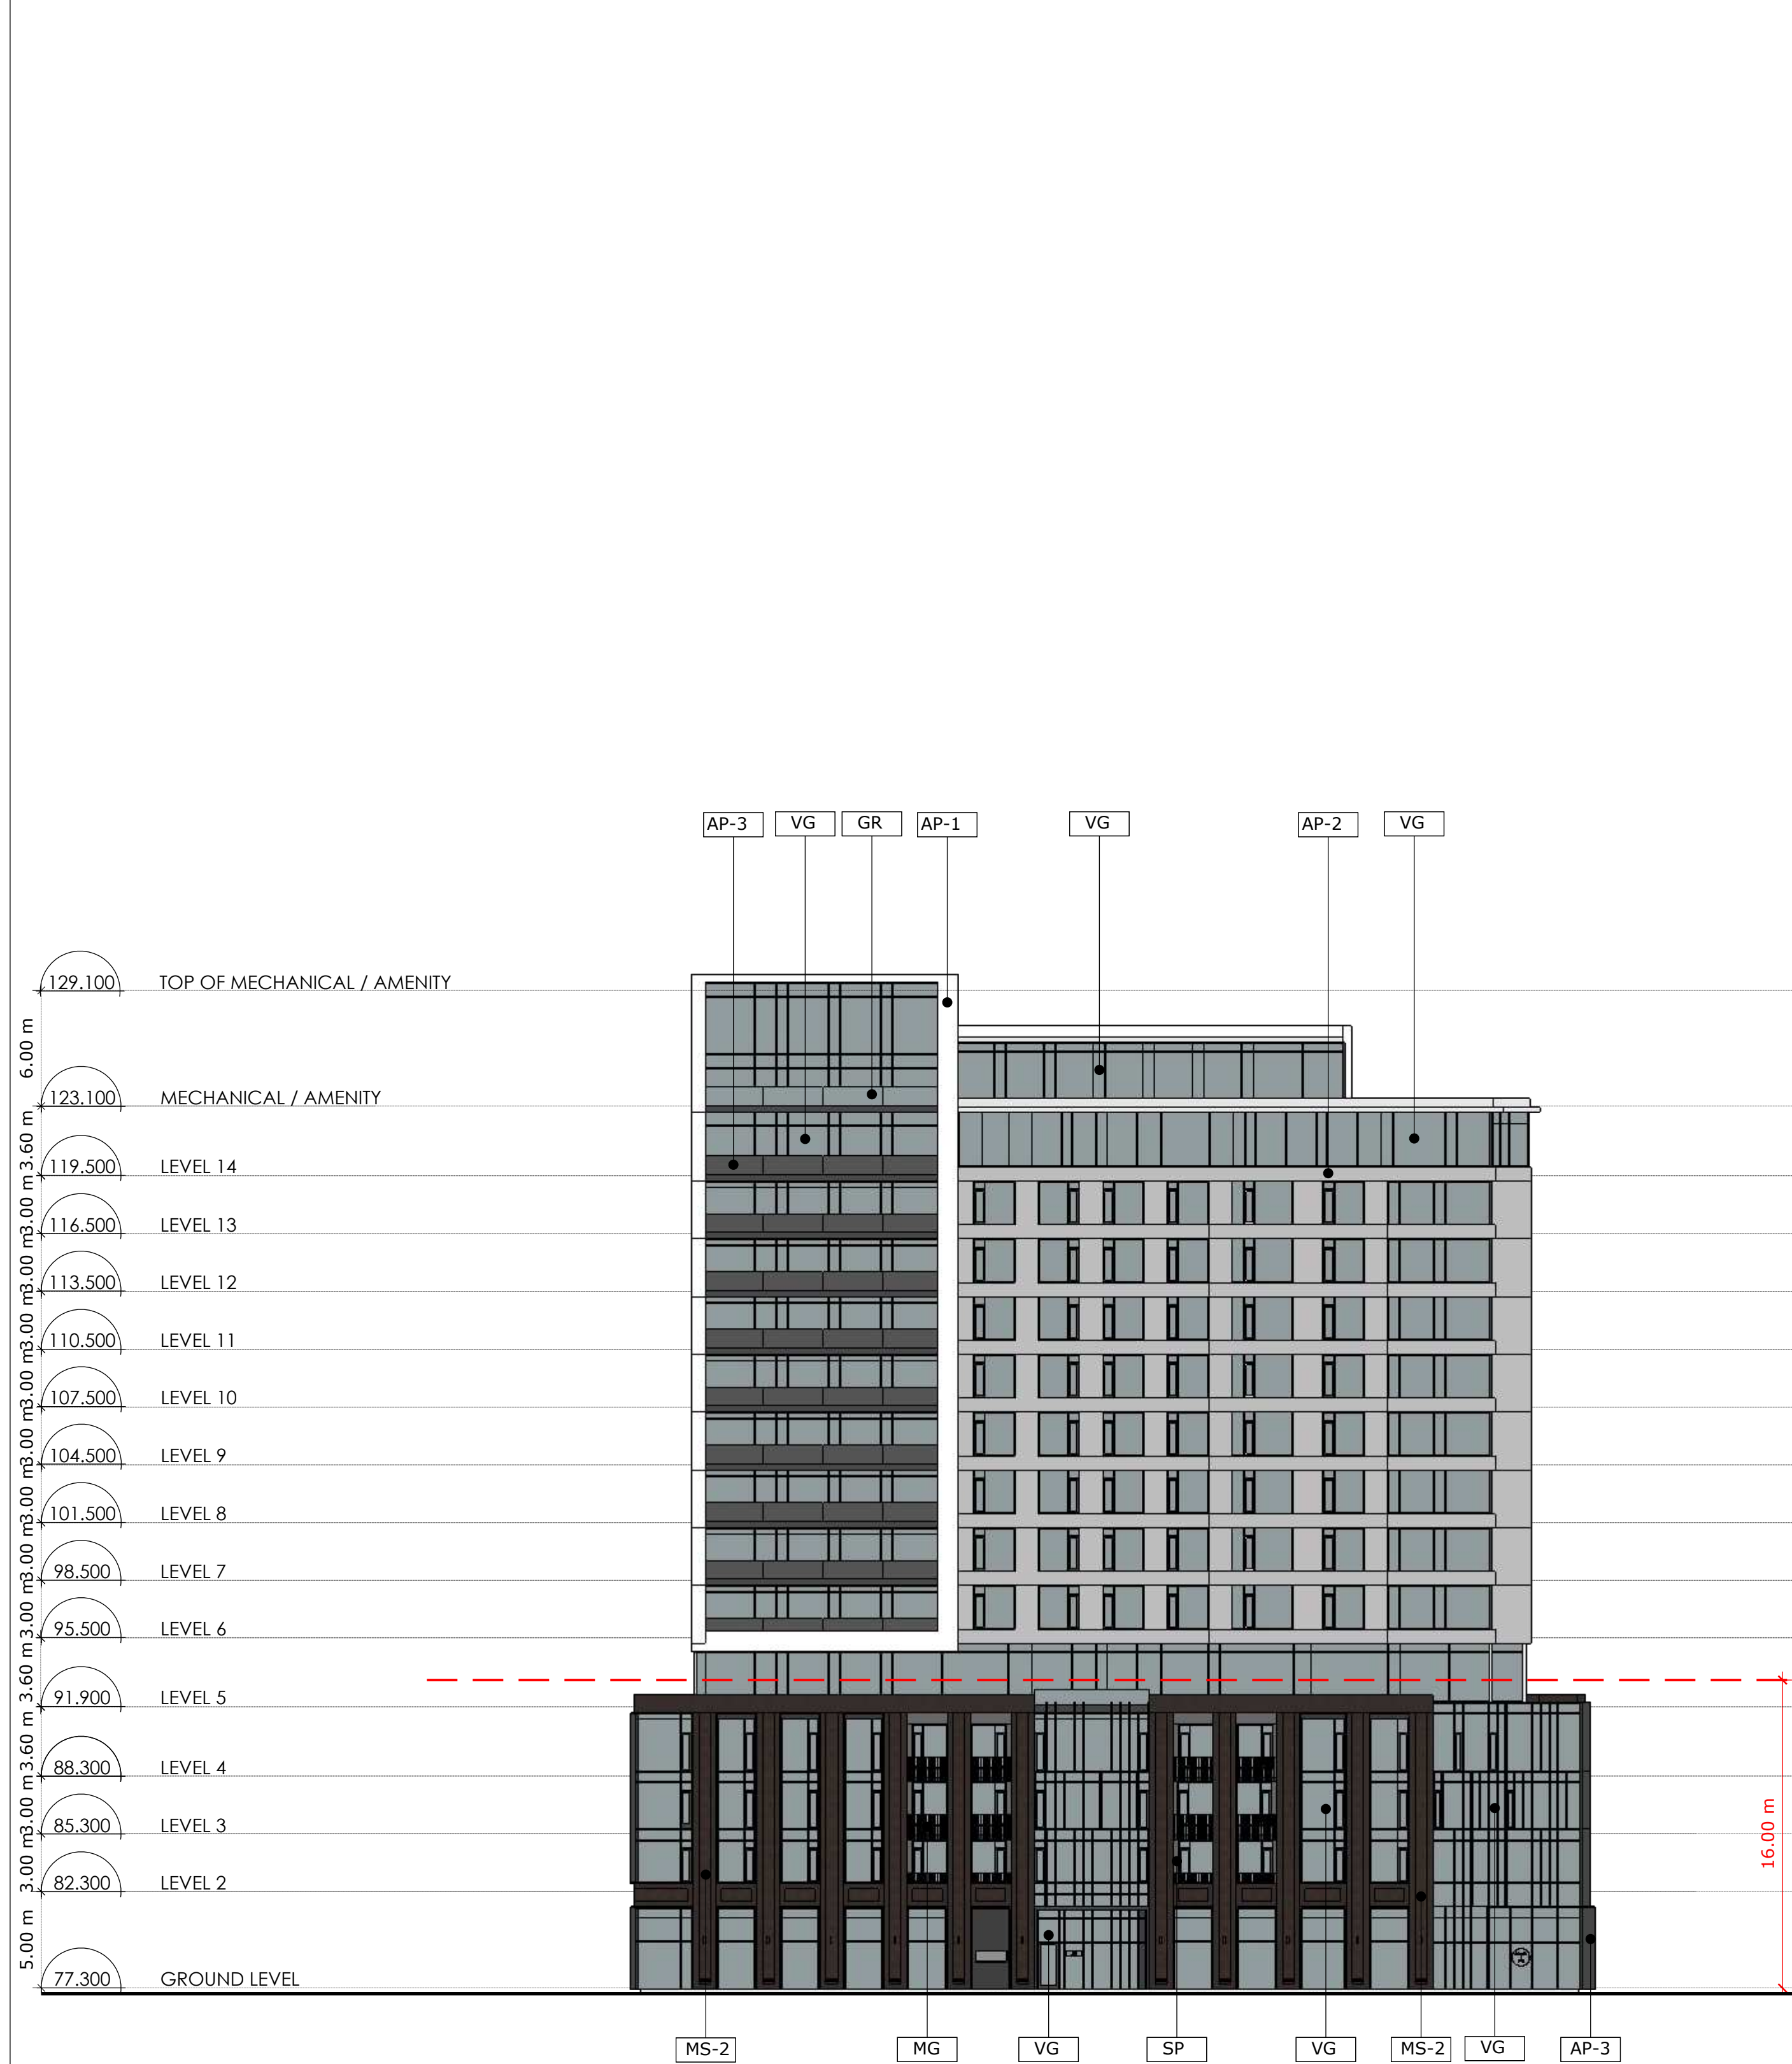 AP-3 VG GR AP-1 VG AP-2 VG
129.100 TOP OF MECHANICAL / AMENITY
6.00 m
123.100 MECHANICAL / AMENITY
3.60 m
119.500 LEVEL 14
3.00 m
116.500 LEVEL 13
3.00 m
113.500 LEVEL 12
3.00 m
110.500 LEVEL 11
3.00 m
107.500 LEVEL 10
3.00 m
104.500 LEVEL 9
3.00 m
101.500 LEVEL 8
3.00 m
98.500 LEVEL 7
3.00 m
95.500 LEVEL 6
3.60 m
91.900 LEVEL 5
3.60 m
88.300 LEVEL 4
3.00 m
85.300 LEVEL 3
3.00 m
82.300 LEVEL 2
5.00 m
77.300 GROUND LEVEL
16.00 m
MS-2 MG VG SP VG MS-2 VG AP-3